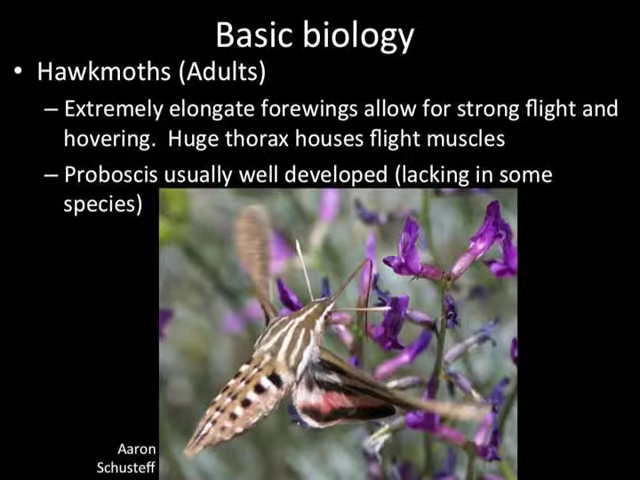 Basic biology
• Hawkmoths (Adults)
– Extremely elongate forewings allow for strong flight and
hovering. Huge thorax houses flight muscles
– Proboscis usually well developed (lacking in some
species)
Aaron
Schusteff